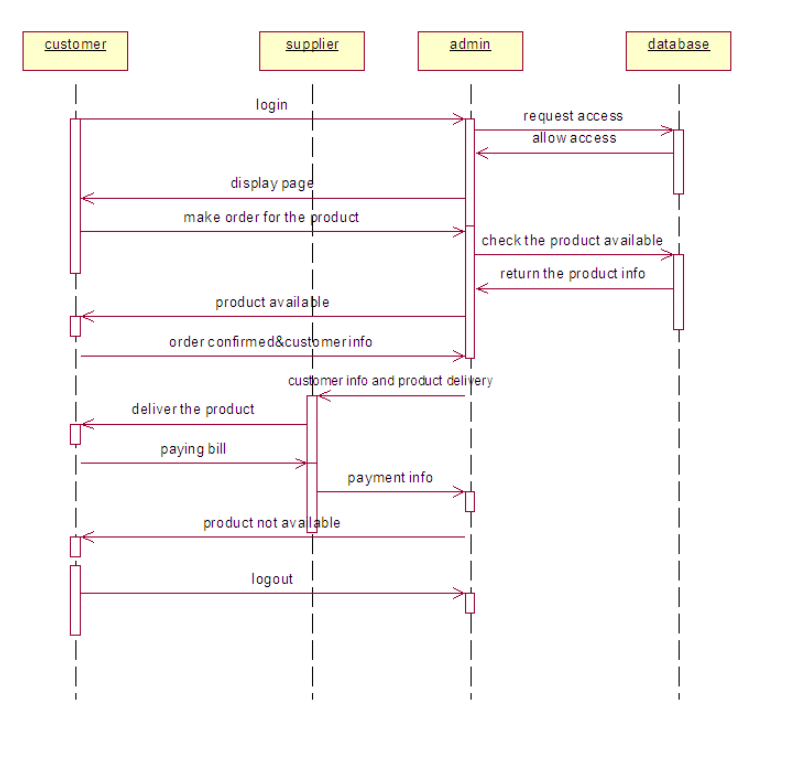 customer
supplier
admin
database
login
request access
allow access
display page
make order for the product
check the product available
return the product info
product available
order confirmed&customer info
customer info and product delivery
deliver the product
paying bill
payment info
product not available
logout